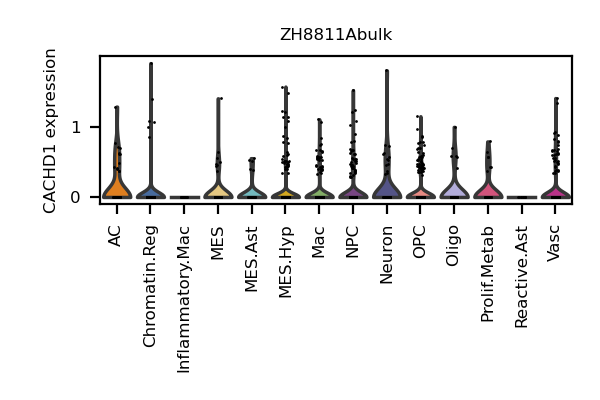 ZH8811Abulk
CACHD1 expression
1
0
AC
Chromatin.Reg
Inflammatory.Mac
MES
MES.Ast
MES.Hyp
Mac
NPC
Neuron
OPC
Oligo
Prolif.Metab
Reactive.Ast
Vasc